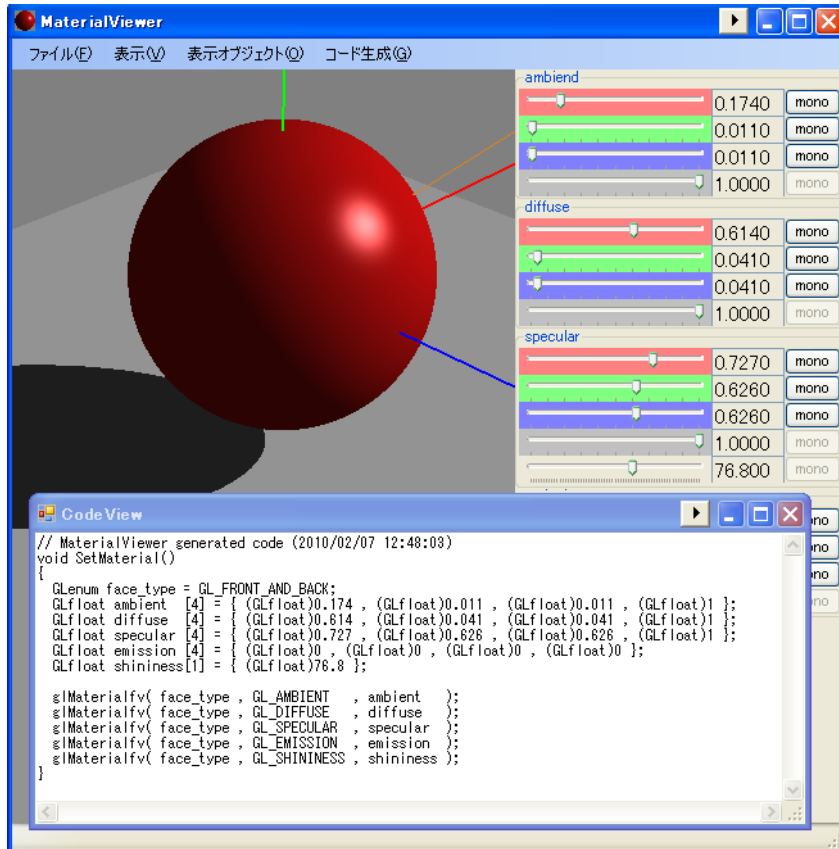 MaterialViewer
ファイル(F) 表示(V) 表示オブジェクト(O) コード生成(G)
ambiend
0.1740 mono
0.0110 mono
0.0110 mono
1.0000 mono
diffuse
0.6140 mono
0.0410 mono
0.0410 mono
1.0000 mono
specular
0.7270 mono
0.6260 mono
0.6260 mono
1.0000 mono
76.800 mono
CodeView
// MaterialViewer generated code (2010/02/07 12:48:03)
void SetMaterial()
{
GLenum face_type = GL_FRONT_AND_BACK;
GLfloat ambient [4] = { (GLfloat)0.174 , (GLfloat)0.011 , (GLfloat)0.011 , (GLfloat)1 };
GLfloat diffuse [4] = { (GLfloat)0.614 , (GLfloat)0.041 , (GLfloat)0.041 , (GLfloat)1 };
GLfloat specular [4] = { (GLfloat)0.727 , (GLfloat)0.626 , (GLfloat)0.626 , (GLfloat)1 };
GLfloat emission [4] = { (GLfloat)0 , (GLfloat)0 , (GLfloat)0 , (GLfloat)0 };
GLfloat shininess[1] = { (GLfloat)76.8 };
glMaterialfv( face_type , GL_AMBIENT , ambient );
glMaterialfv( face_type , GL_DIFFUSE , diffuse );
glMaterialfv( face_type , GL_SPECULAR , specular );
glMaterialfv( face_type , GL_EMISSION , emission );
glMaterialfv( face_type , GL_SHININESS , shininess );
}